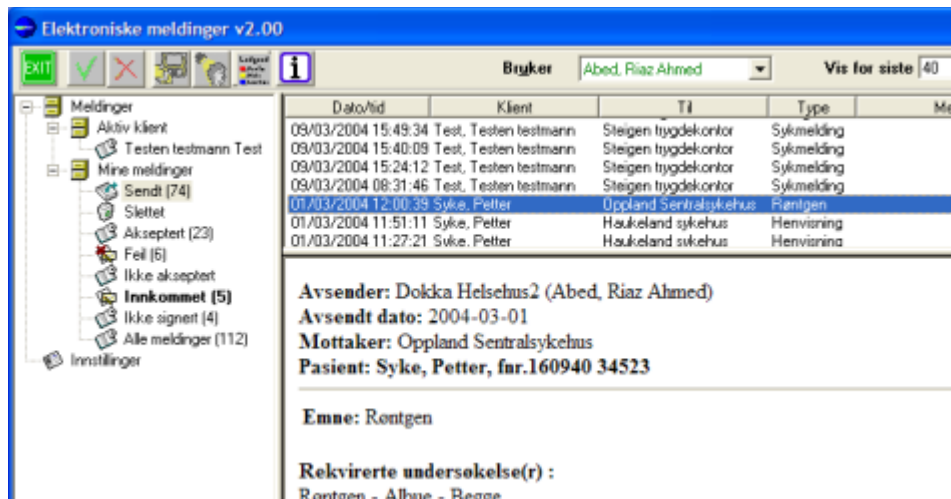 Elektroniske meldinger v2.00
EXIT Bruker Abed, Riaz Ahmed Vis for siste 40
Meldinger
Aktiv klient
Testen testmann Test
Mine meldinger
Sendt (74)
Slettet
Akseptert (23)
Feil (6)
Ikke akseptert
Innkommet (5)
Ikke signert (4)
Alle meldinger (112)
Innstillinger
Dato/tid Klient Til Type Me
09/03/2004 15:49:34 Test, Testen testmann Steigen trygdekontor Sykmelding
09/03/2004 15:40:09 Test, Testen testmann Steigen trygdekontor Sykmelding
09/03/2004 15:24:12 Test, Testen testmann Steigen trygdekontor Sykmelding
09/03/2004 08:31:46 Test, Testen testmann Steigen trygdekontor Sykmelding
01/03/2004 12:00:39 Syke, Petter Oppland Sentralsykehus Røntgen
01/03/2004 11:51:11 Syke, Petter Haukeland sykehus Henvisning
01/03/2004 11:27:21 Syke, Petter Haukeland sykehus Henvisning
Avsender: Dokka Helsehus2 (Abed, Riaz Ahmed)
Avsendt dato: 2004-03-01
Mottaker: Oppland Sentralsykehus
Pasient: Syke, Petter, fnr.160940 34523
Emne: Røntgen
Rekvirerte undersøkelse(r) :
Røntgen - Albue - Begge